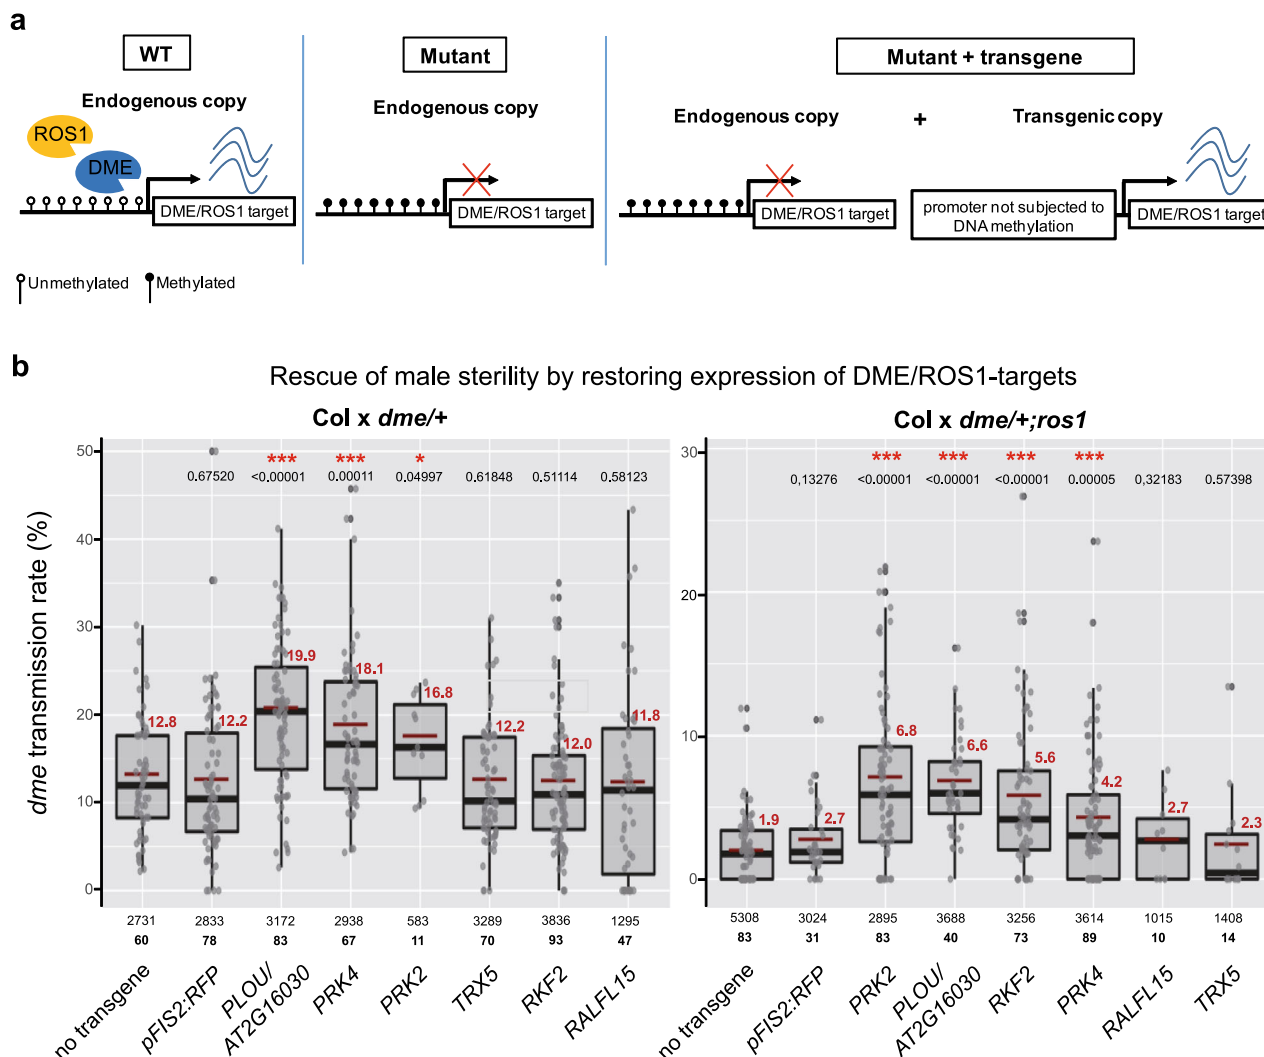 a
WT
Mutant
Mutant + transgene
Endogenous copy
Endogenous copy
Endogenous copy
+
Transgenic copy
ROS1
DME
DME/ROS1 target
DME/ROS1 target
DME/ROS1 target
promoter not subjected to
DNA methylation
DME/ROS1 target
Unmethylated
Methylated
b
Rescue of male sterility by restoring expression of DME/ROS1-targets
Col x dme/+
Col x dme/+;ros1
dme transmission rate (%)
50
40
30
20
10
0
*** *** *
0.67520 <0.00001 0.00011 0.04997 0.61848 0.51114 0.58123
12.8 12.2 19.9 18.1 16.8 12.2 12.0 11.8
2731 2833 3172 2938 583 3289 3836 1295
60 78 83 67 11 70 93 47
no transgene
pFIS2:RFP
PLOU/
AT2G16030
PRK4
PRK2
TRX5
RKF2
RALFL15
30
20
10
0
*** *** *** ***
0,13276 <0.00001 <0.00001 <0.00001 0.00005 0,32183 0.57398
1.9 2.7 6.8 6.6 5.6 4.2 2.7 2.3
5308 3024 2895 3688 3256 3614 1015 1408
83 31 83 40 73 89 10 14
no transgene
pFIS2:RFP
PRK2
PLOU/
AT2G16030
RKF2
PRK4
RALFL15
TRX5